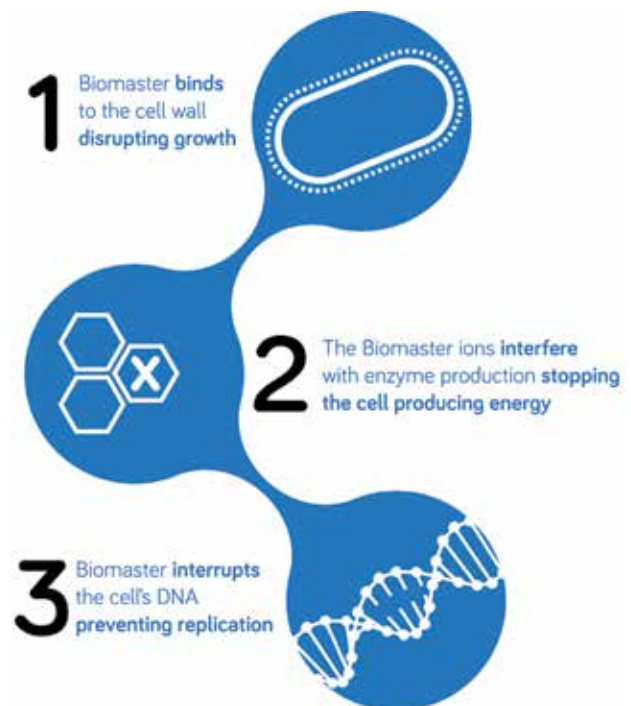 1
Biomaster binds
to the cell wall
disrupting growth
X
2
The Biomaster ions interfere
with enzyme production stopping
the cell producing energy
3
Biomaster interrupts
the cell's DNA
preventing replication